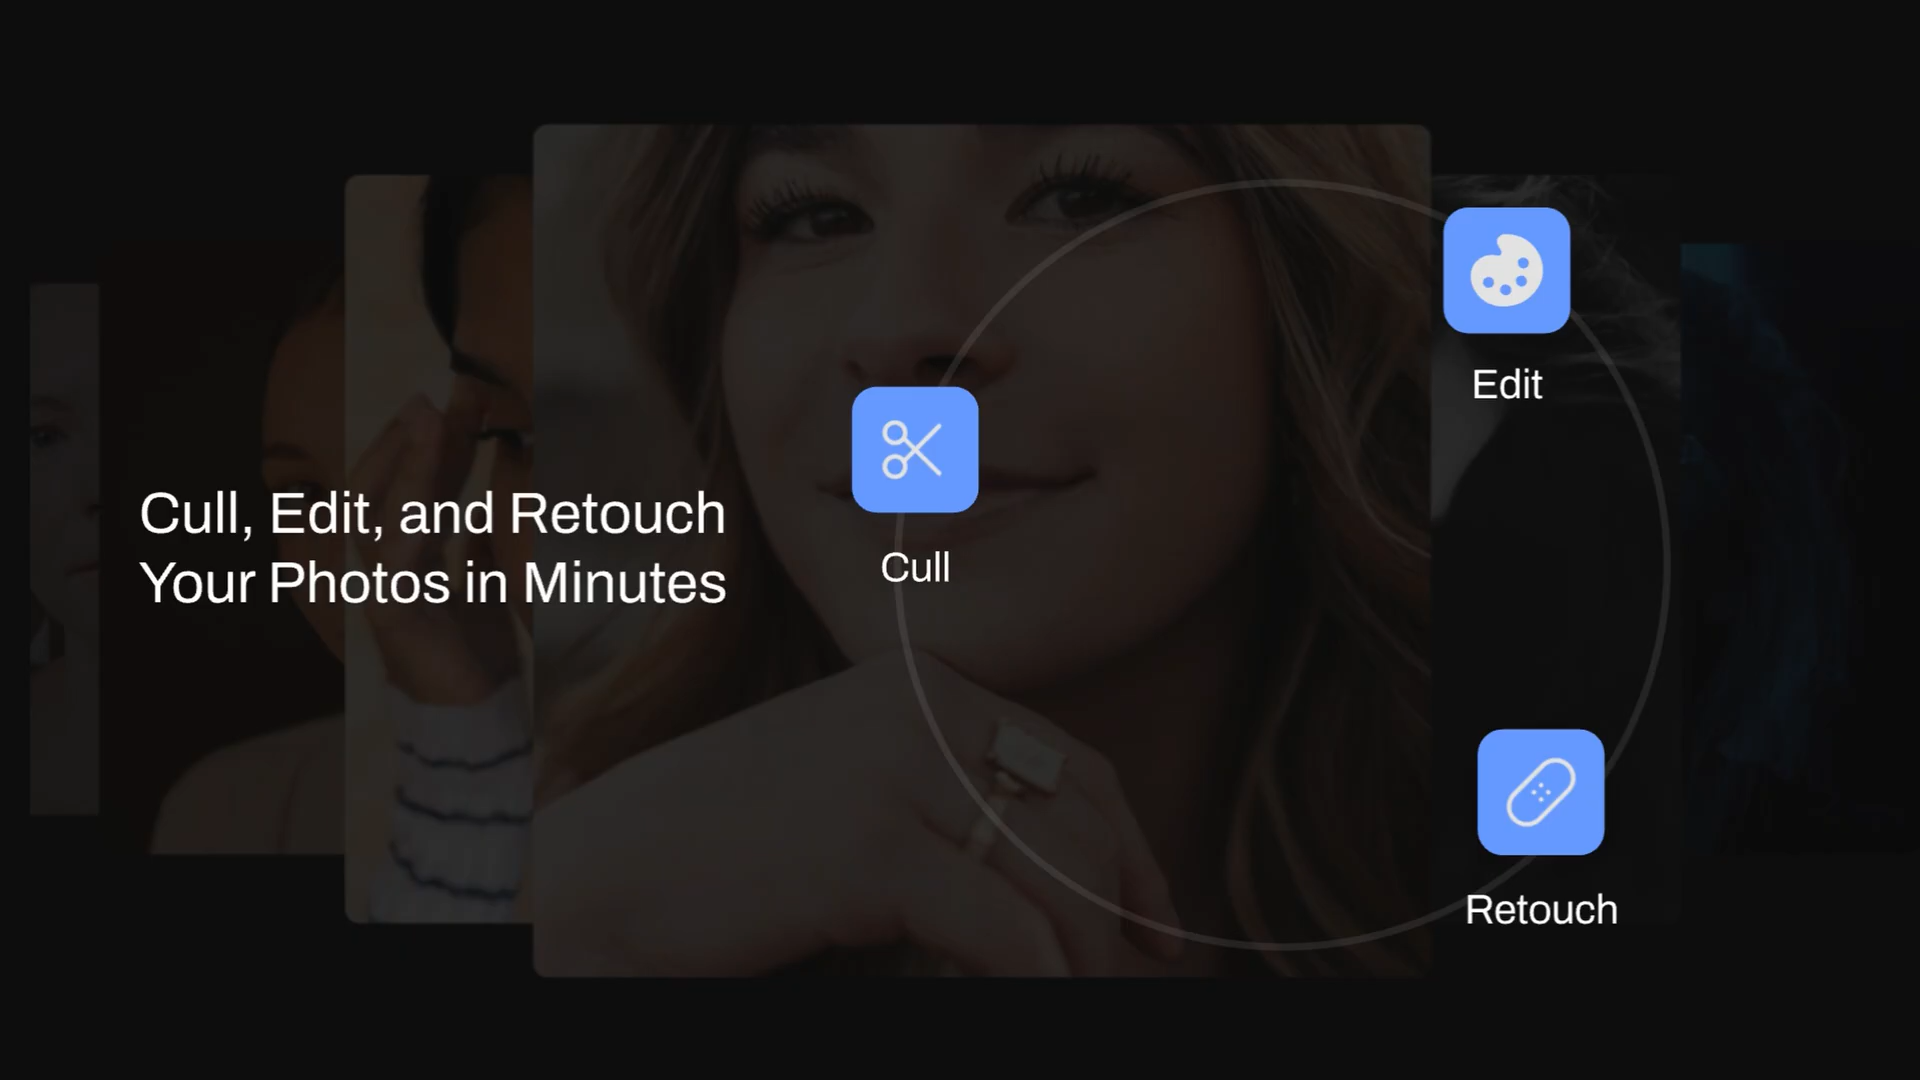 Cull, Edit, and Retouch
Your Photos in Minutes
Cull
Edit
Retouch